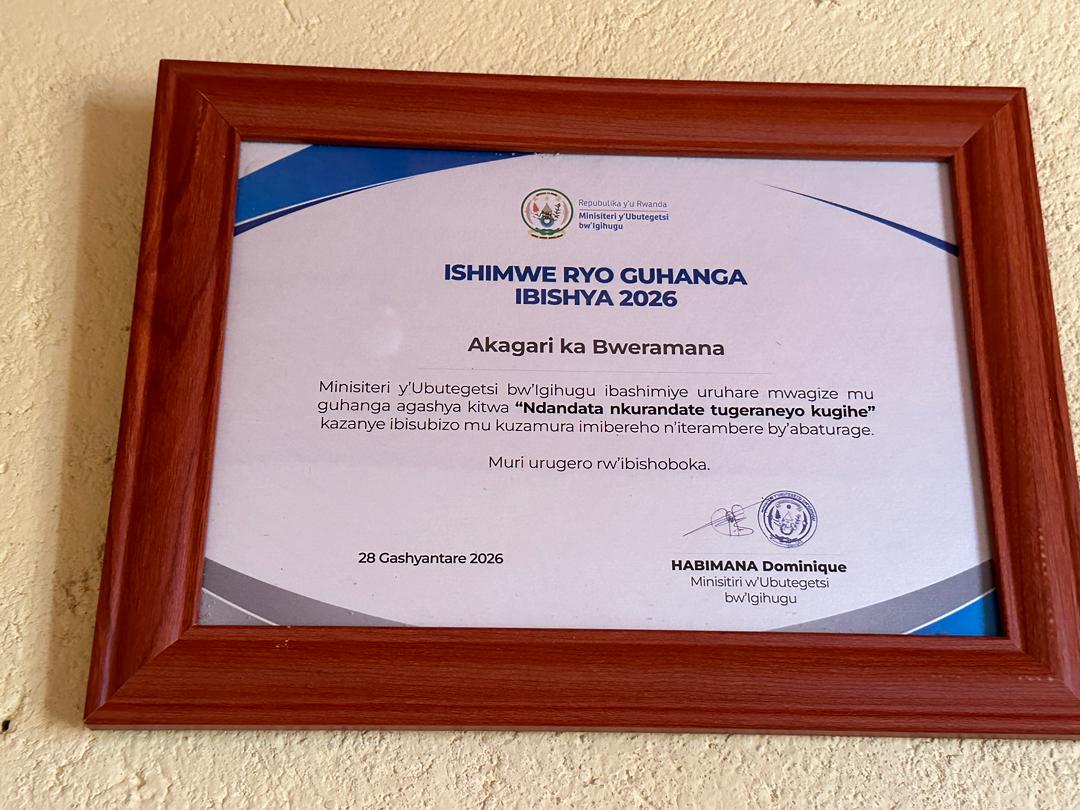 Repubulika y'u Rwanda
Minisiteri y'Ubutegetsi
bw'Igihugu
ISHIMWE RYO GUHANGA
IBISHYA 2026
Akagari ka Bweramana
Minisiteri y'Ubutegetsi bw'Igihugu ibashimiye uruhare mwagize mu
guhanga agashya kitwa “Ndandata nkurandate tugeraneyo kugihe”
kazanye ibisubizo mu kuzamura imibereho n'iterambere by'abaturage.
Muri urugero rw'ibishoboka.
28 Gashyantare 2026
HABIMANA Dominique
Minisitiri w'Ubutegetsi
bw'Igihugu